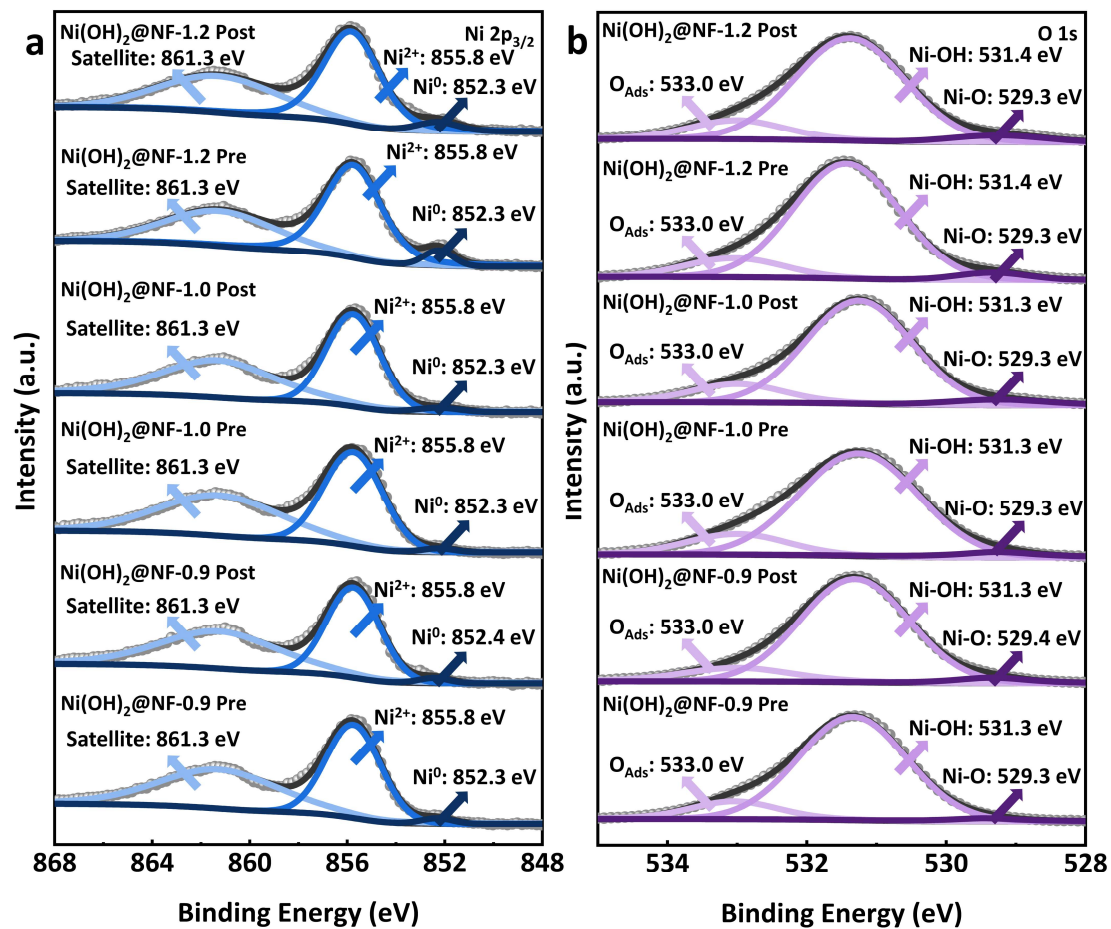 a
Ni(OH)2@NF-1.2 Post
Ni 2p3/2
Satellite: 861.3 eV
Ni2+: 855.8 eV
Ni0: 852.3 eV
Ni(OH)2@NF-1.2 Pre
Ni2+: 855.8 eV
Satellite: 861.3 eV
Ni0: 852.3 eV
Ni(OH)2@NF-1.0 Post
Ni2+: 855.8 eV
Satellite: 861.3 eV
Ni0: 852.3 eV
Ni(OH)2@NF-1.0 Pre
Ni2+: 855.8 eV
Satellite: 861.3 eV
Ni0: 852.3 eV
Ni(OH)2@NF-0.9 Post
Ni2+: 855.8 eV
Satellite: 861.3 eV
Ni0: 852.4 eV
Ni(OH)2@NF-0.9 Pre
Ni2+: 855.8 eV
Satellite: 861.3 eV
Ni0: 852.3 eV
Intensity (a.u.)
868 864 860 856 852 848
Binding Energy (eV)
b
Ni(OH)2@NF-1.2 Post
O 1s
Ni-OH: 531.4 eV
OAds: 533.0 eV
Ni-O: 529.3 eV
Ni(OH)2@NF-1.2 Pre
Ni-OH: 531.4 eV
OAds: 533.0 eV
Ni-O: 529.3 eV
Ni(OH)2@NF-1.0 Post
Ni-OH: 531.3 eV
OAds: 533.0 eV
Ni-O: 529.3 eV
Ni(OH)2@NF-1.0 Pre
Ni-OH: 531.3 eV
OAds: 533.0 eV
Ni-O: 529.3 eV
Ni(OH)2@NF-0.9 Post
Ni-OH: 531.3 eV
OAds: 533.0 eV
Ni-O: 529.4 eV
Ni(OH)2@NF-0.9 Pre
Ni-OH: 531.3 eV
OAds: 533.0 eV
Ni-O: 529.3 eV
Intensity (a.u.)
534 532 530 528
Binding Energy (eV)